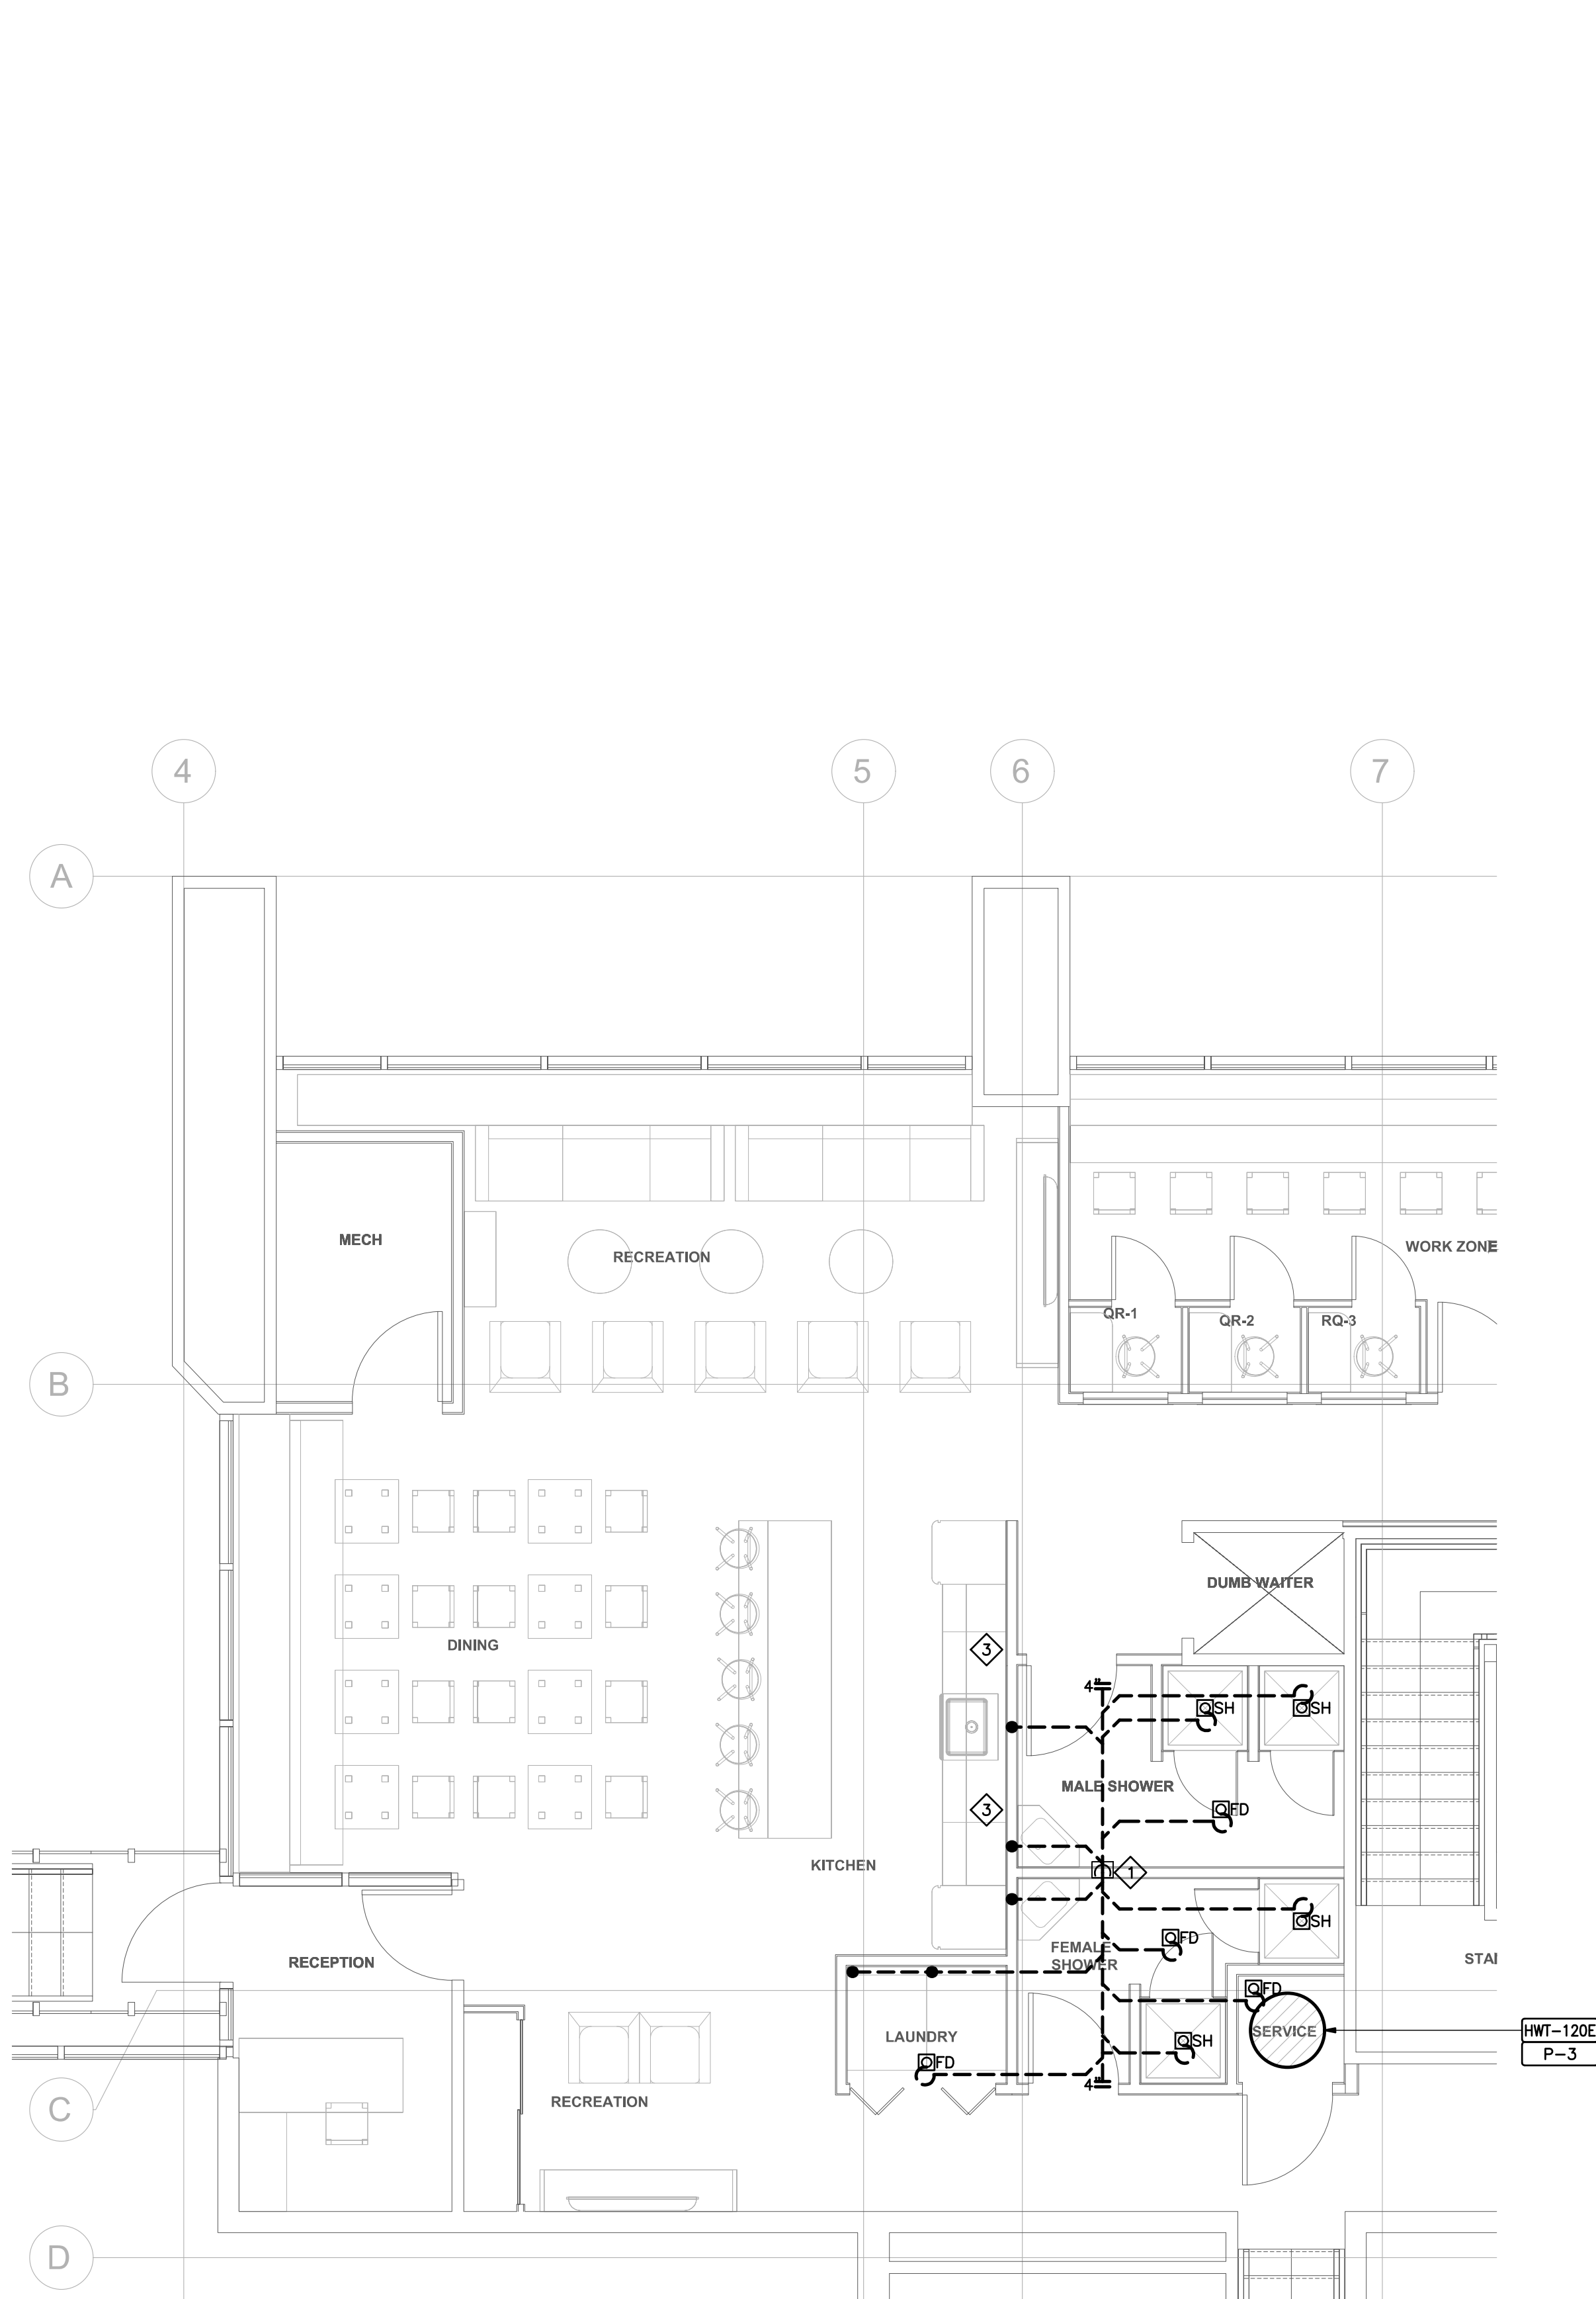 4
5
6
7
A
MECH
RECREATION
WORK ZONE
QR-1
QR-2
RQ-3
B
DUMB WAITER
DINING
3
4"
SH
SH
MALE SHOWER
3
FD
KITCHEN
1
SH
FD
FEMALE
SHOWER
RECEPTION
STAI
FD
LAUNDRY
SERVICE
HWT-120E
SH
P-3
FD
4"
RECREATION
C
D